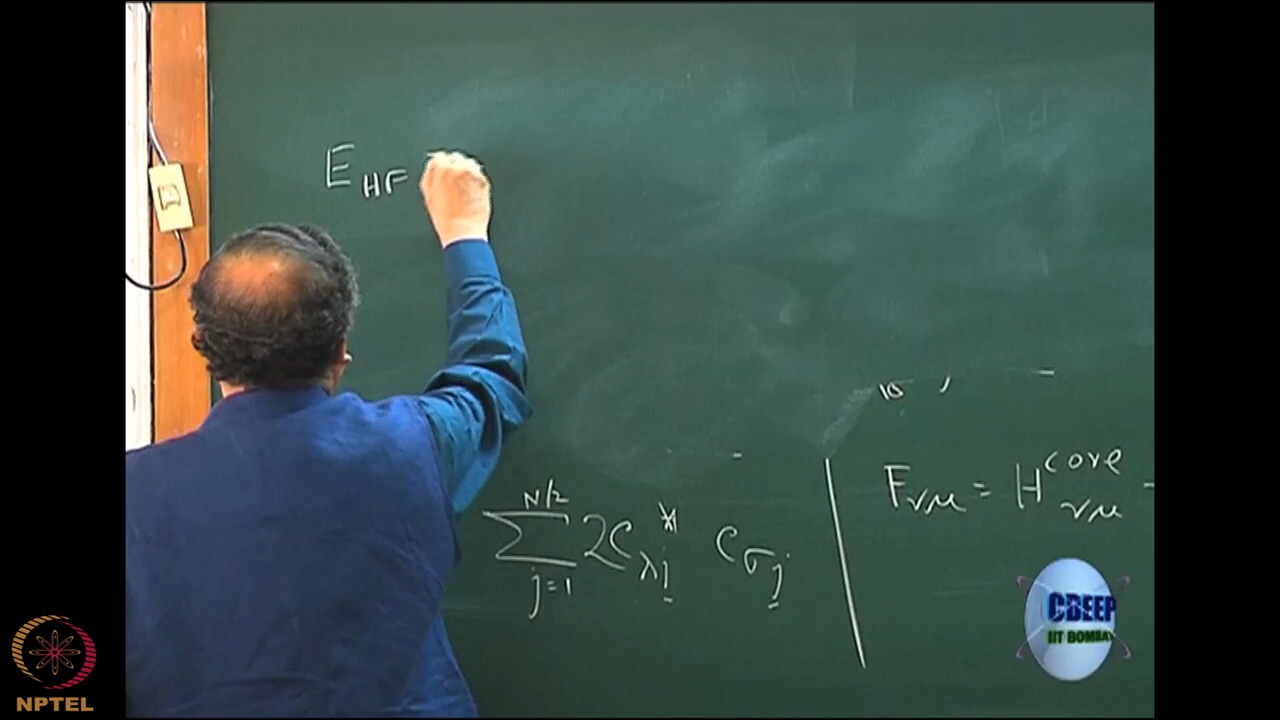 E_HF
N/2
∑ 2C*_λj C_σj
j=1
F_νμ = H^core_νμ -
CDEEP
IIT BOMBAY
NPTEL